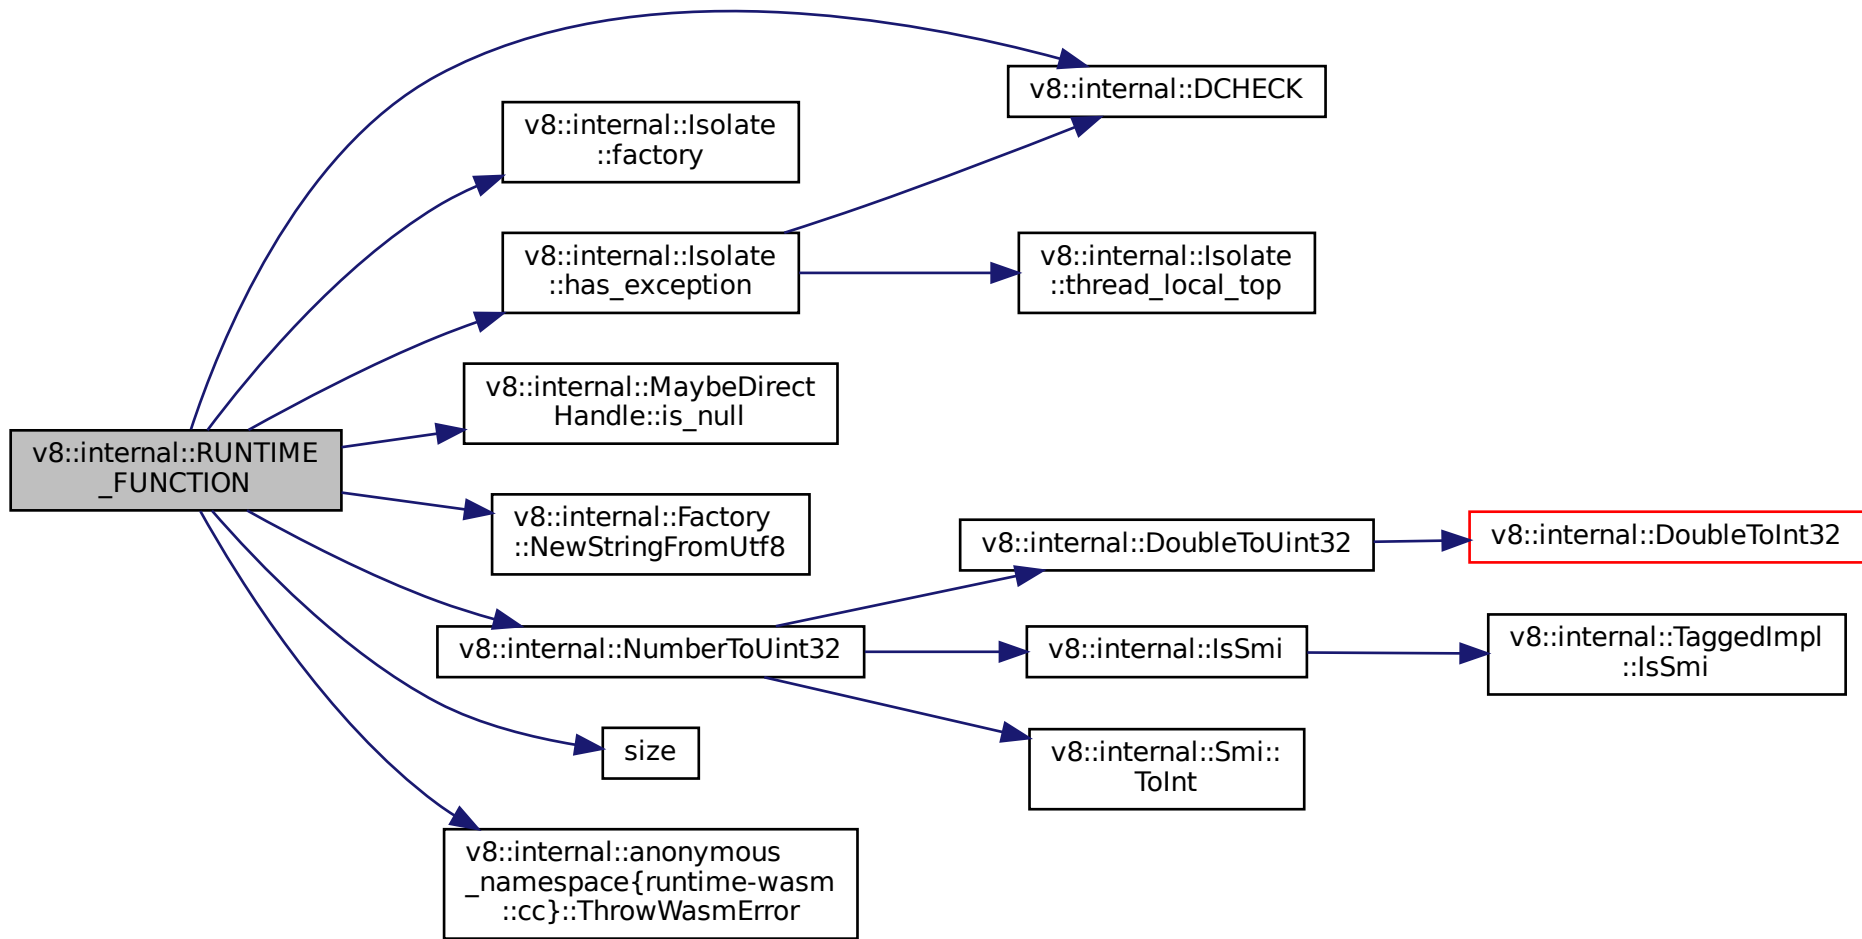 v8::internal::RUNTIME
_FUNCTION
v8::internal::DCHECK
v8::internal::Isolate
::factory
v8::internal::Isolate
::has_exception
v8::internal::Isolate
::thread_local_top
v8::internal::MaybeDirect
Handle::is_null
v8::internal::Factory
::NewStringFromUtf8
v8::internal::NumberToUint32
v8::internal::DoubleToUint32
v8::internal::DoubleToInt32
v8::internal::IsSmi
v8::internal::TaggedImpl
::IsSmi
v8::internal::Smi::
ToInt
size
v8::internal::anonymous
_namespace{runtime-wasm
::cc}::ThrowWasmError